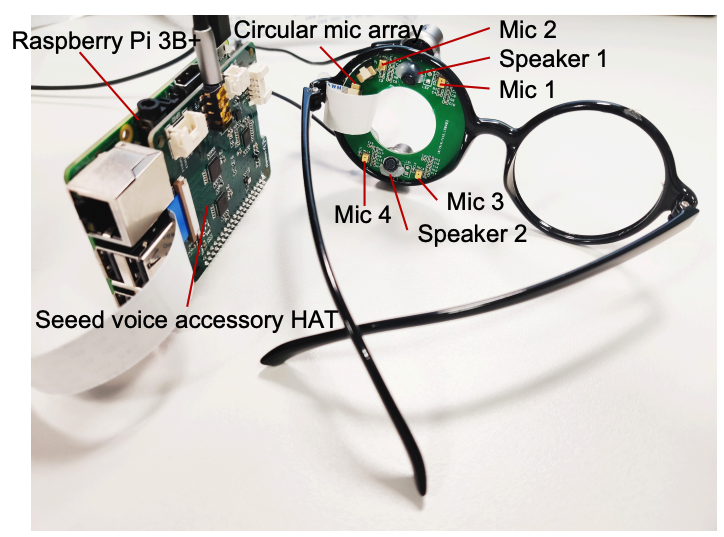 Circular mic array
Mic 2
Raspberry Pi 3B+
Speaker 1
Mic 1
Mic 4
Mic 3
Speaker 2
Seeed voice accessory HAT